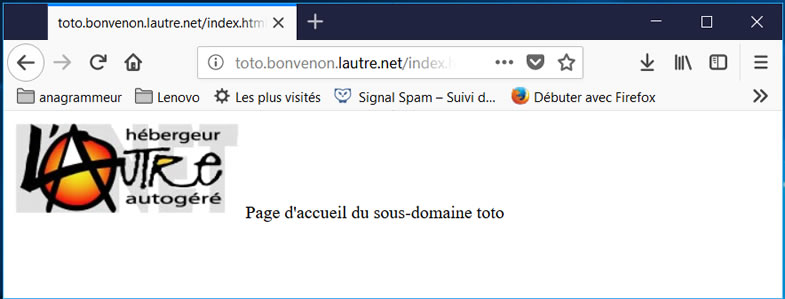 toto.bonvenon.lautre.net/index.htm
toto.bonvenon.lautre.net/index.h
anagrammeur
Lenovo
Les plus visités
Signal Spam – Suivi d...
Débuter avec Firefox
hébergeur
L'AUTRE
NET
autogéré
Page d'accueil du sous-domaine toto